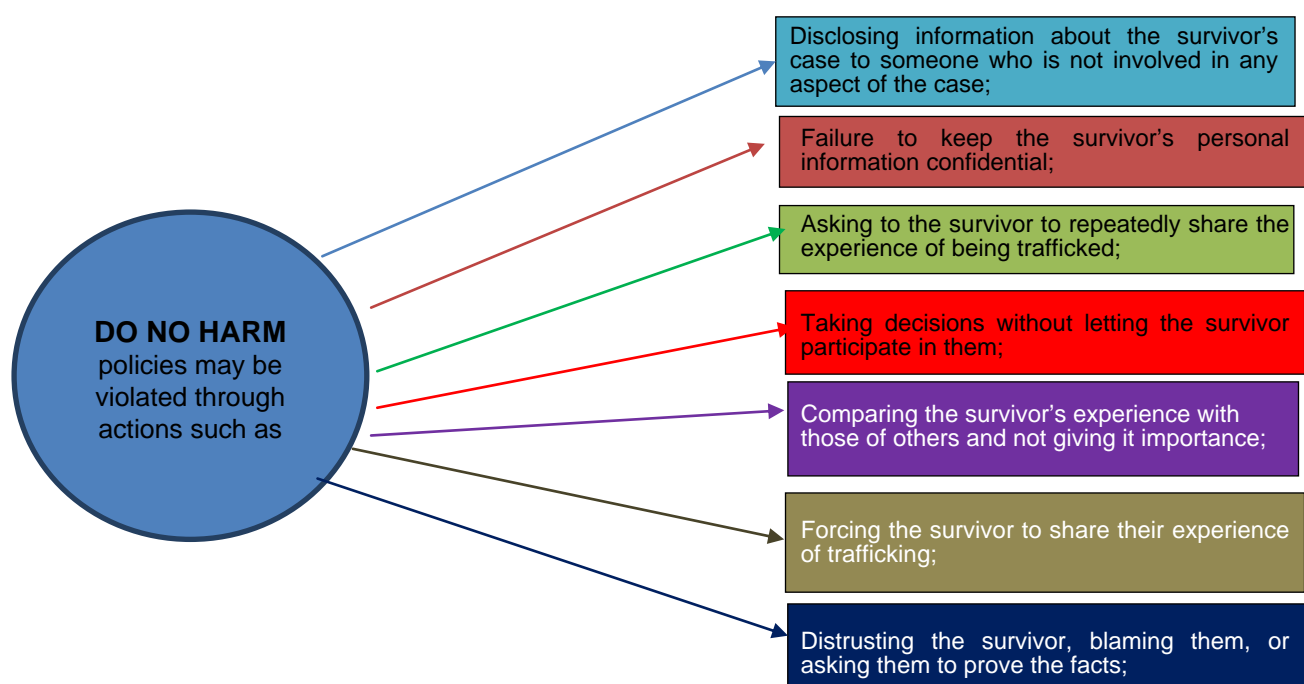 DO NO HARM
policies may be
violated through
actions such as
Disclosing information about the survivor's
case to someone who is not involved in any
aspect of the case;
Failure to keep the survivor's personal
information confidential;
Asking to the survivor to repeatedly share the
experience of being trafficked;
Taking decisions without letting the survivor
participate in them;
Comparing the survivor's experience with
those of others and not giving it importance;
Forcing the survivor to share their experience
of trafficking;
Distrusting the survivor, blaming them, or
asking them to prove the facts;